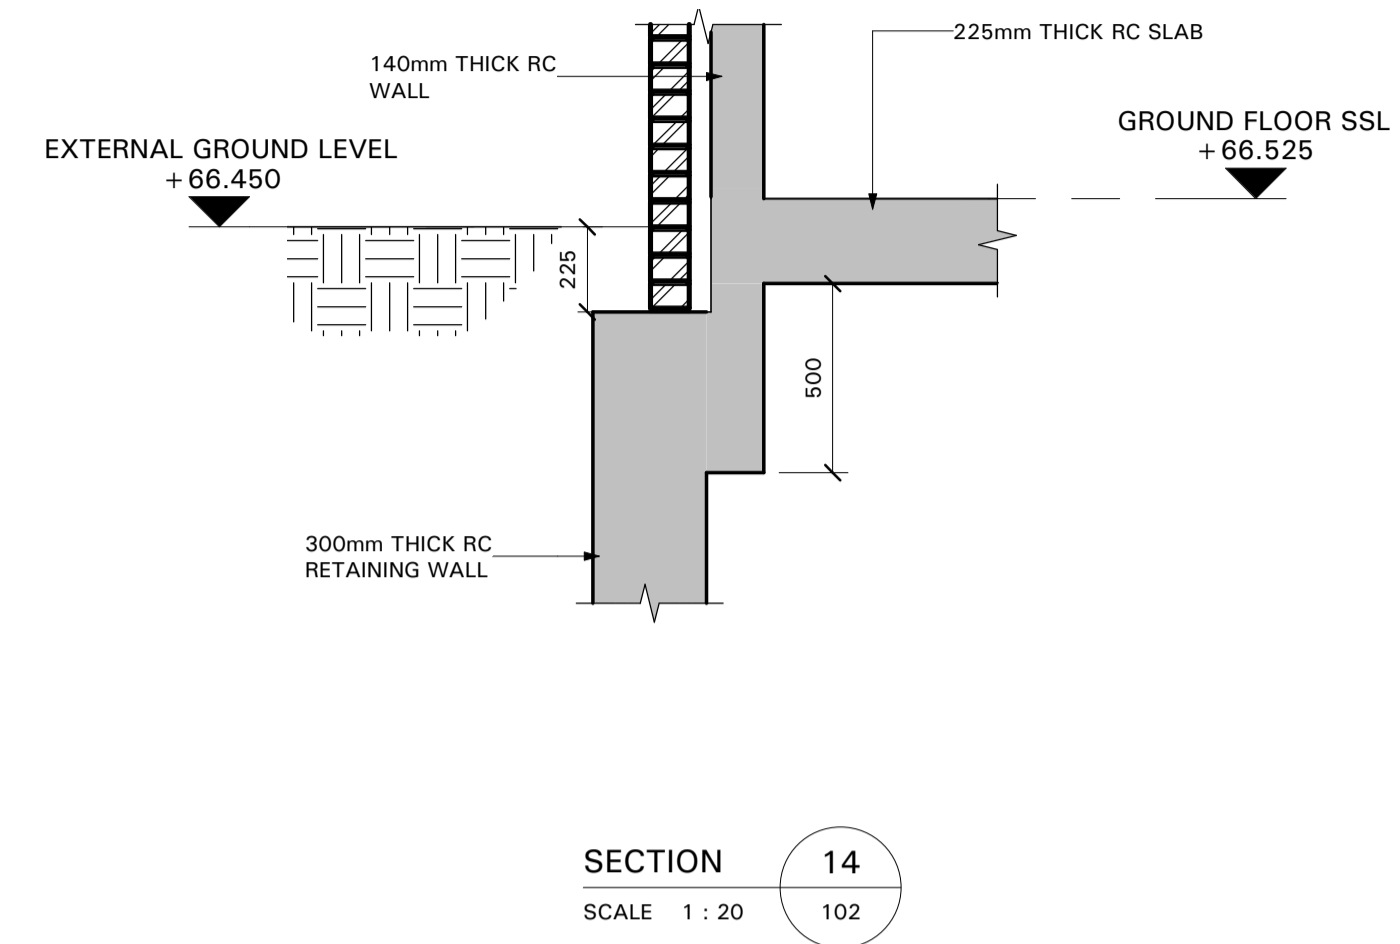 225mm THICK RC SLAB
140mm THICK RC
WALL
GROUND FLOOR SSL
+66.525
EXTERNAL GROUND LEVEL
+66.450
225
500
300mm THICK RC
RETAINING WALL
SECTION 14
SCALE 1 : 20 102